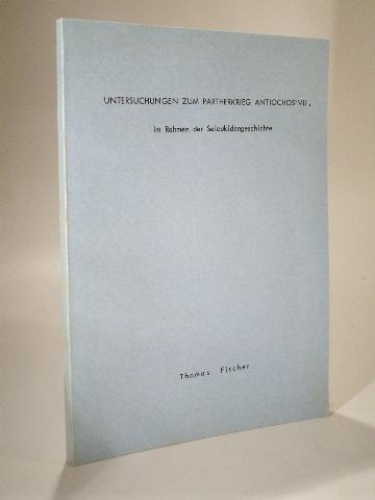 UNTERSUCHUNGEN ZUM PARTHERKRIEG ANTIOCHOS' VII.
im Rahmen der Seleukidengeschichte
Thomas Fischer